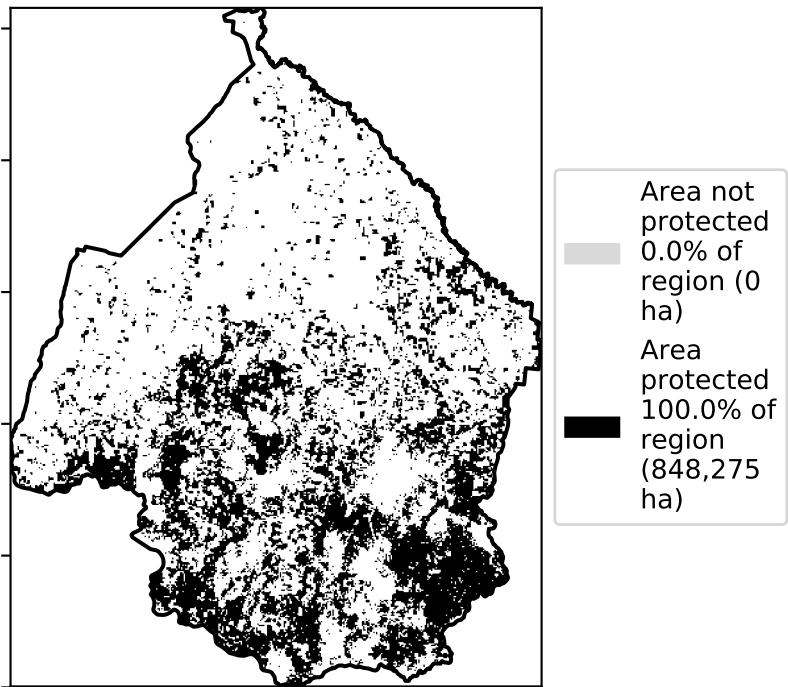 Area not
protected
0.0% of
region (0
ha)
Area
protected
100.0% of
region
(848,275
ha)